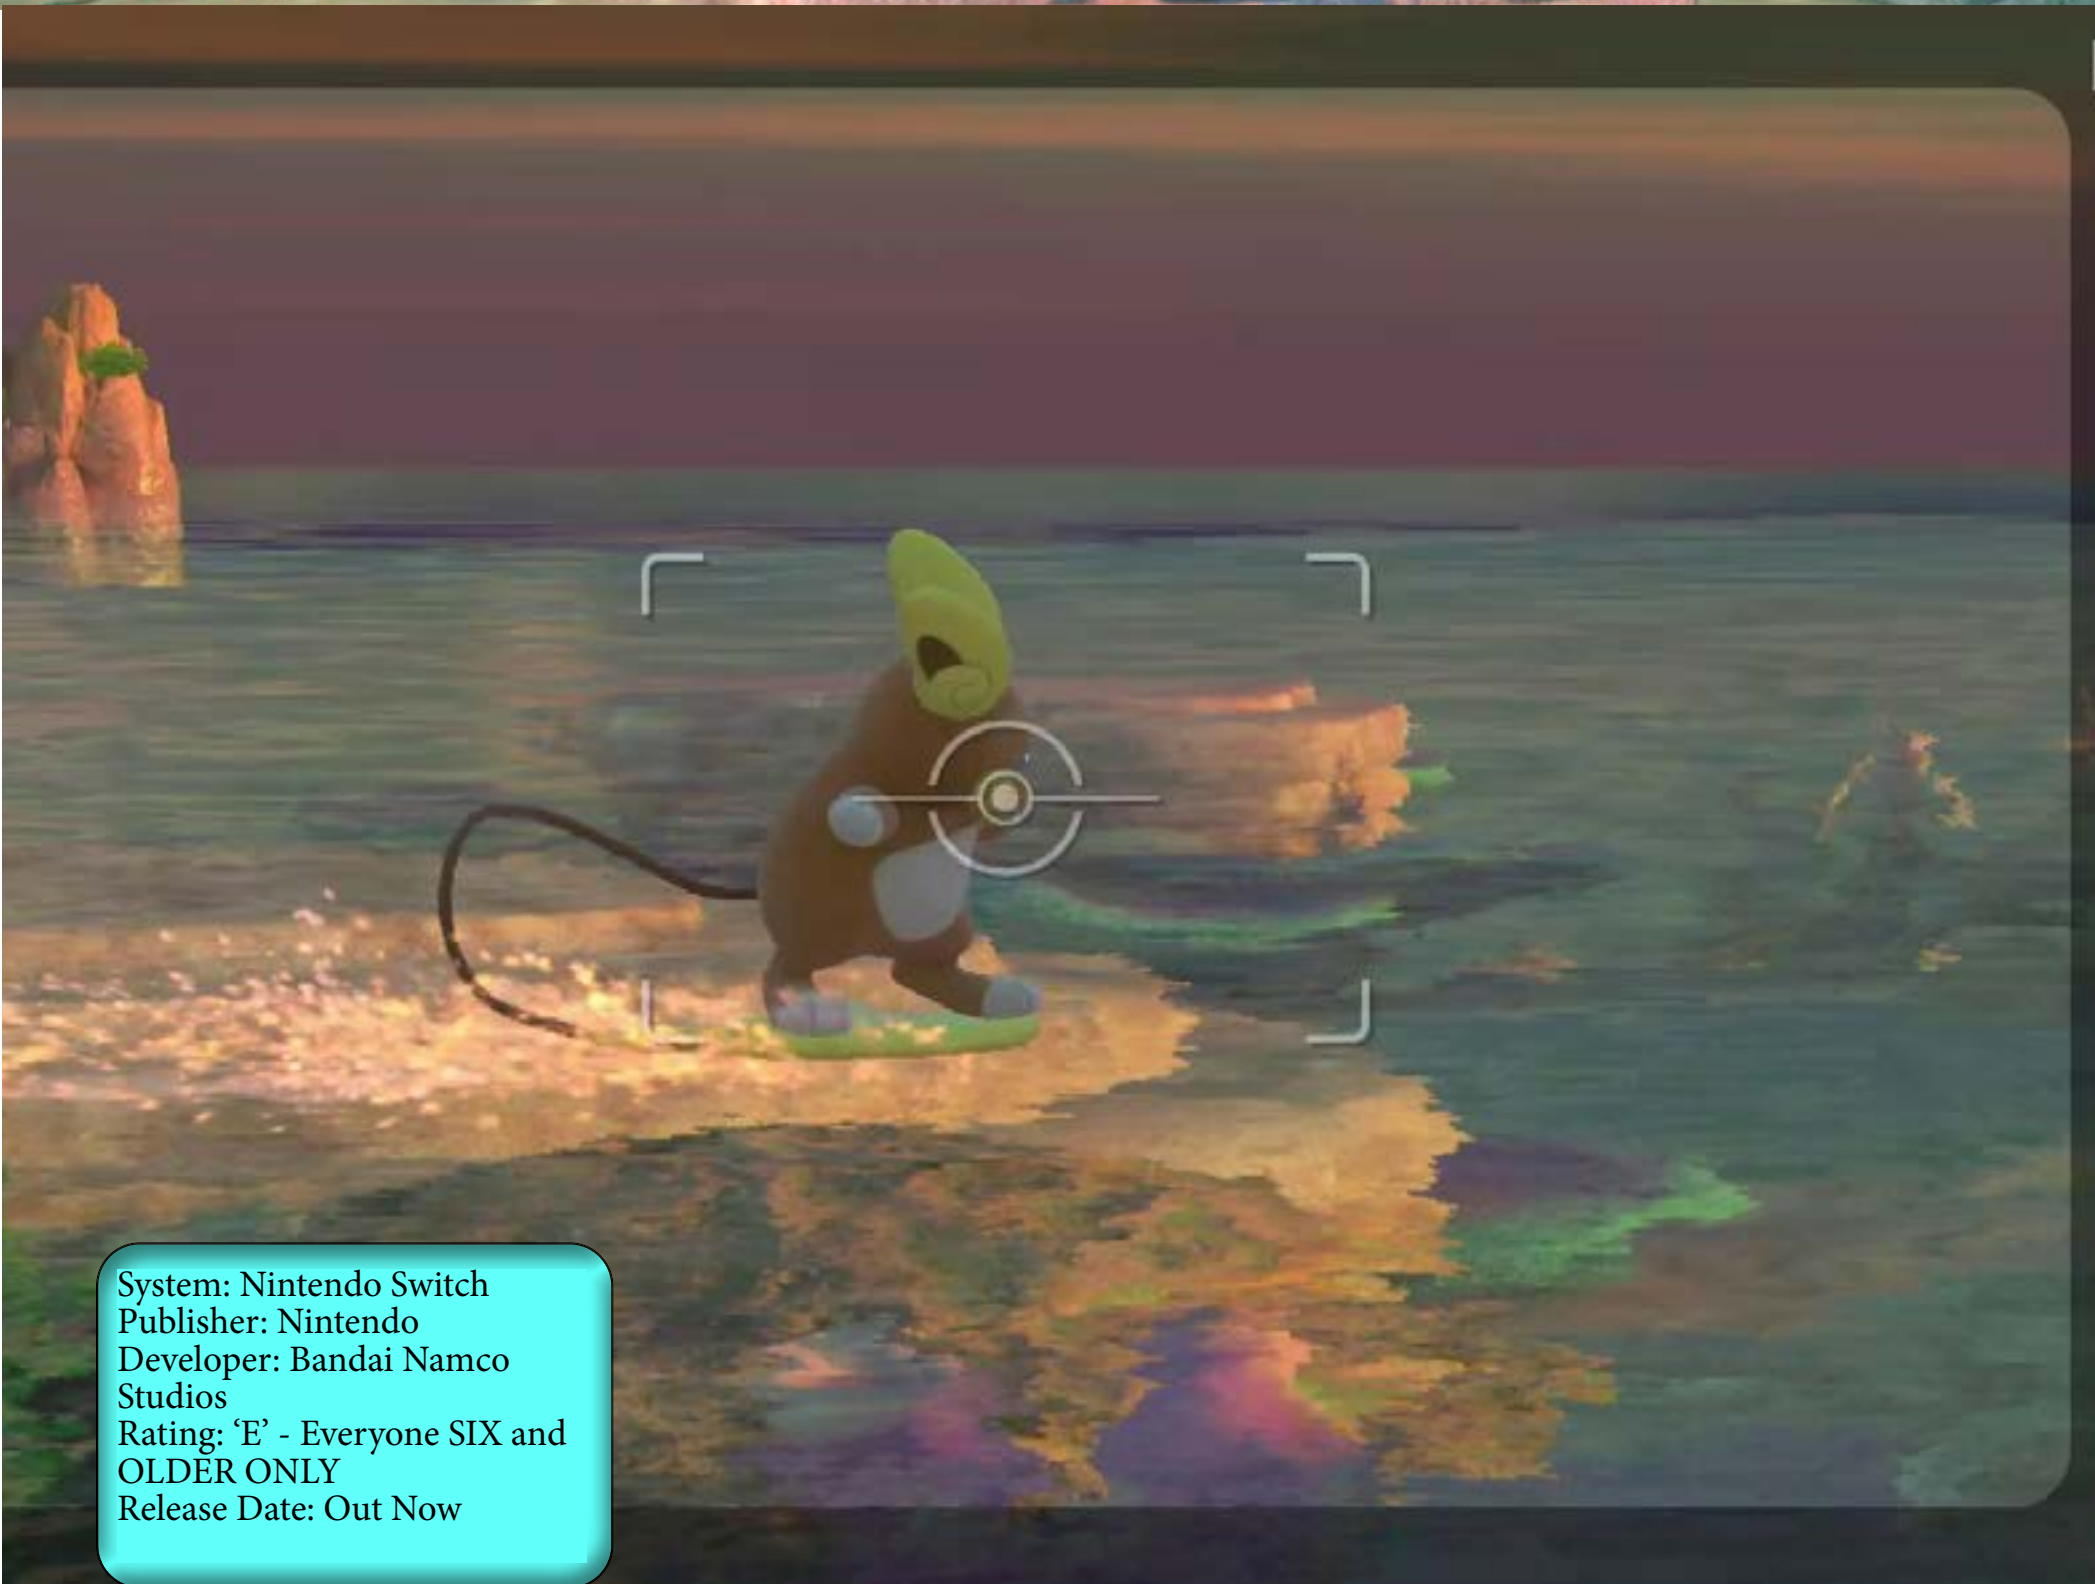 System: Nintendo Switch
Publisher: Nintendo
Developer: Bandai Namco
Studios
Rating: ‘E’ - Everyone SIX and
OLDER ONLY
Release Date: Out Now